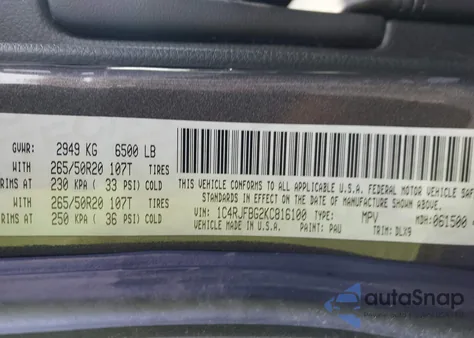 GVWR: 2949 KG 6500 LB
WITH 265/50R20 107T TIRES
RIMS AT 230 KPA ( 33 PSI) COLD
WITH 265/50R20 107T TIRES
RIMS AT 250 KPA ( 36 PSI) COLD
THIS VEHICLE CONFORMS TO ALL APPLICABLE U.S.A. FEDERAL MOTOR VEHICLE SAF
STANDARDS IN EFFECT ON THE DATE OF MANUFACTURE SHOWN ABOVE.
VIN: 1C4RJFBG2KC816100 TYPE: MPV MDH: 061500
MADE IN U.S.A. PAINT: PAU TRIM: DLX9
autoSnap